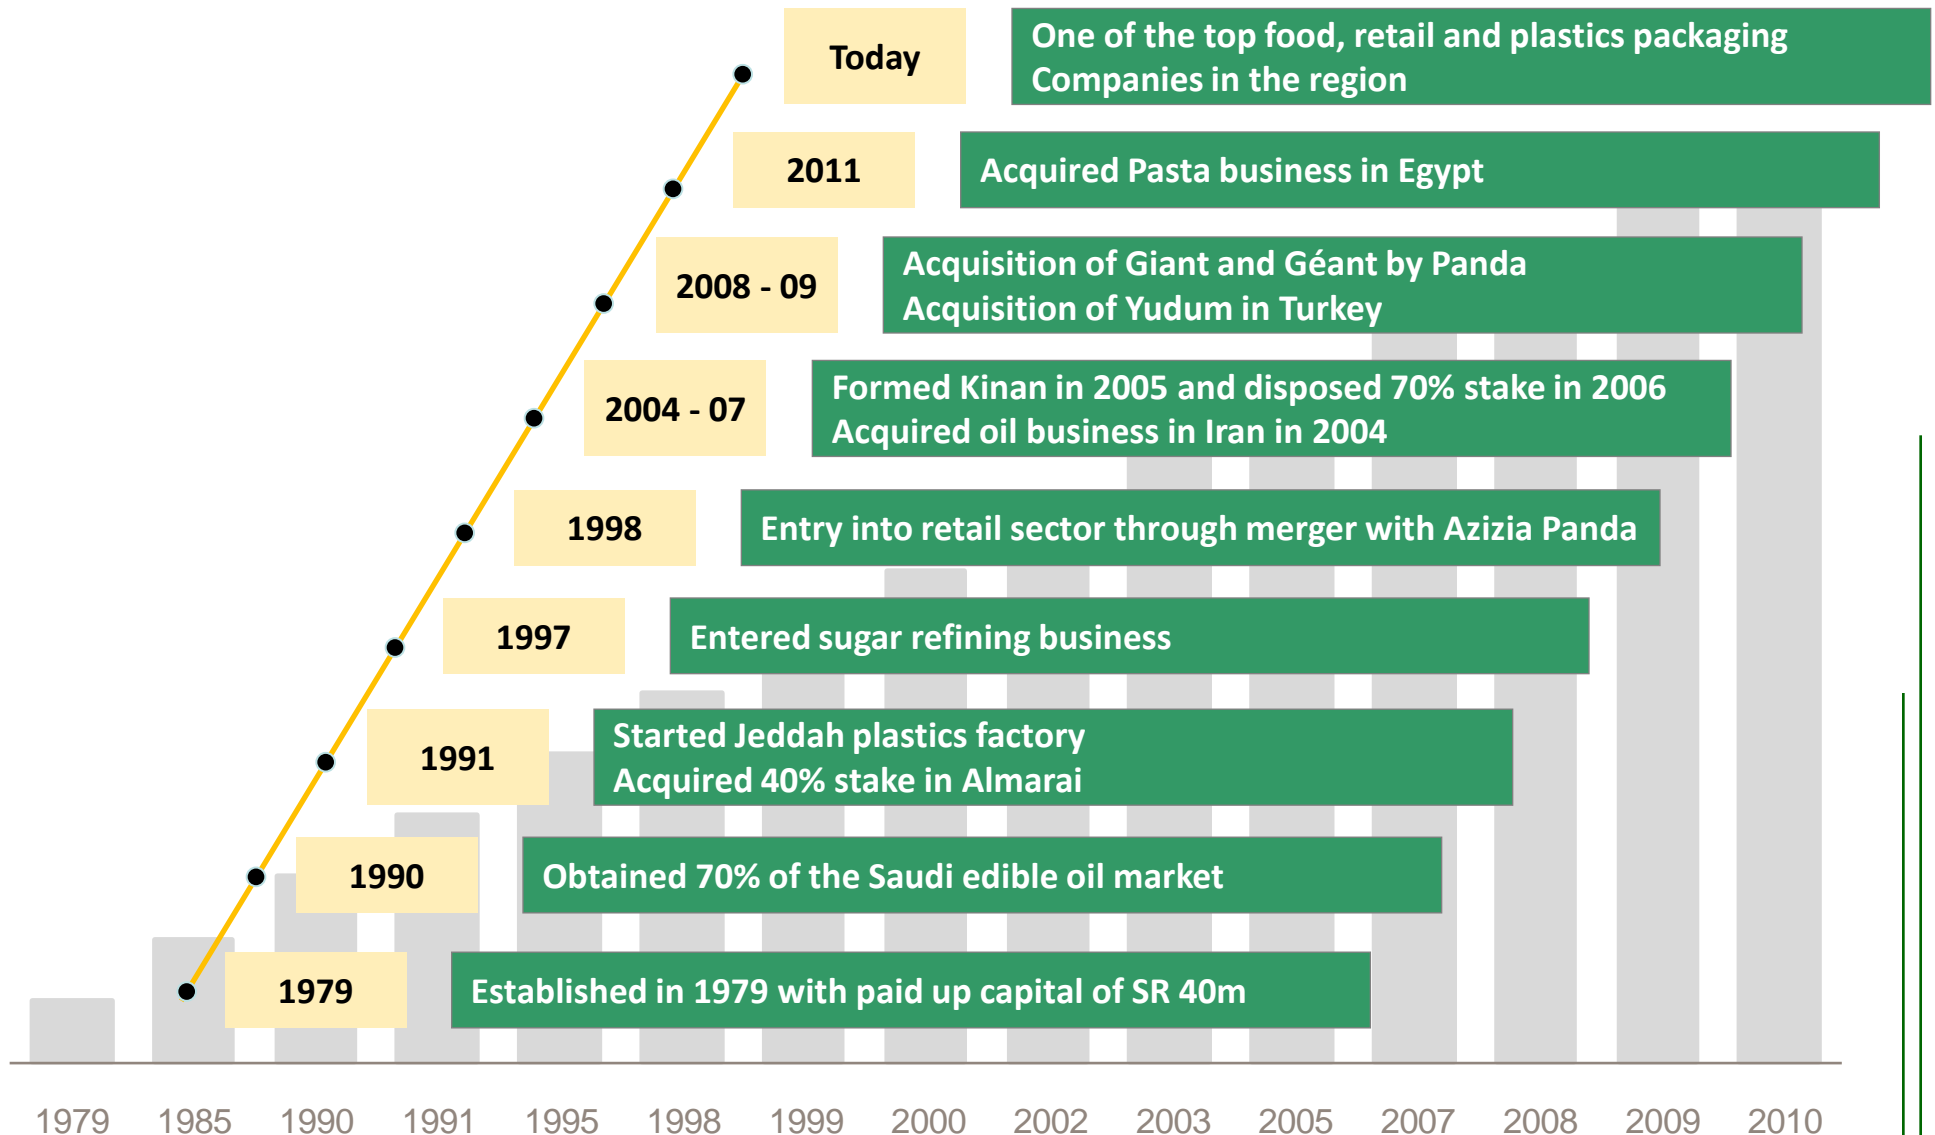 Today
One of the top food, retail and plastics packaging
Companies in the region
2011
Acquired Pasta business in Egypt
2008 - 09
Acquisition of Giant and Géant by Panda
Acquisition of Yudum in Turkey
2004 - 07
Formed Kinan in 2005 and disposed 70% stake in 2006
Acquired oil business in Iran in 2004
1998
Entry into retail sector through merger with Azizia Panda
1997
Entered sugar refining business
1991
Started Jeddah plastics factory
Acquired 40% stake in Almarai
1990
Obtained 70% of the Saudi edible oil market
1979
Established in 1979 with paid up capital of SR 40m
1979 1985 1990 1991 1995 1998 1999 2000 2002 2003 2005 2007 2008 2009 2010